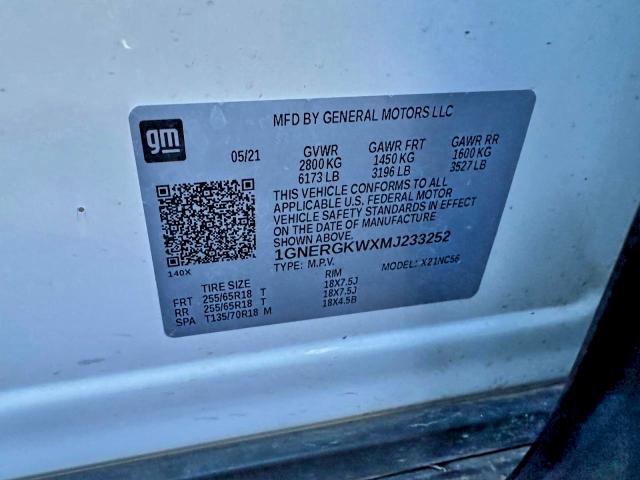 MFD BY GENERAL MOTORS LLC
gm
05/21 GVWR GAWR FRT GAWR RR
2800 KG 1450 KG 1600 KG
6173 LB 3196 LB 3527 LB
THIS VEHICLE CONFORMS TO ALL
APPLICABLE U.S. FEDERAL MOTOR
VEHICLE SAFETY STANDARDS IN EFFECT
ON THE DATE OF MANUFACTURE
SHOWN ABOVE.
1GNERGKWXMJ233252
140X
TYPE: M.P.V. MODEL: X21NC56
TIRE SIZE RIM
FRT 255/65R18 T 18X7.5J
RR 255/65R18 T 18X7.5J
SPA T135/70R18 M 18X4.5B